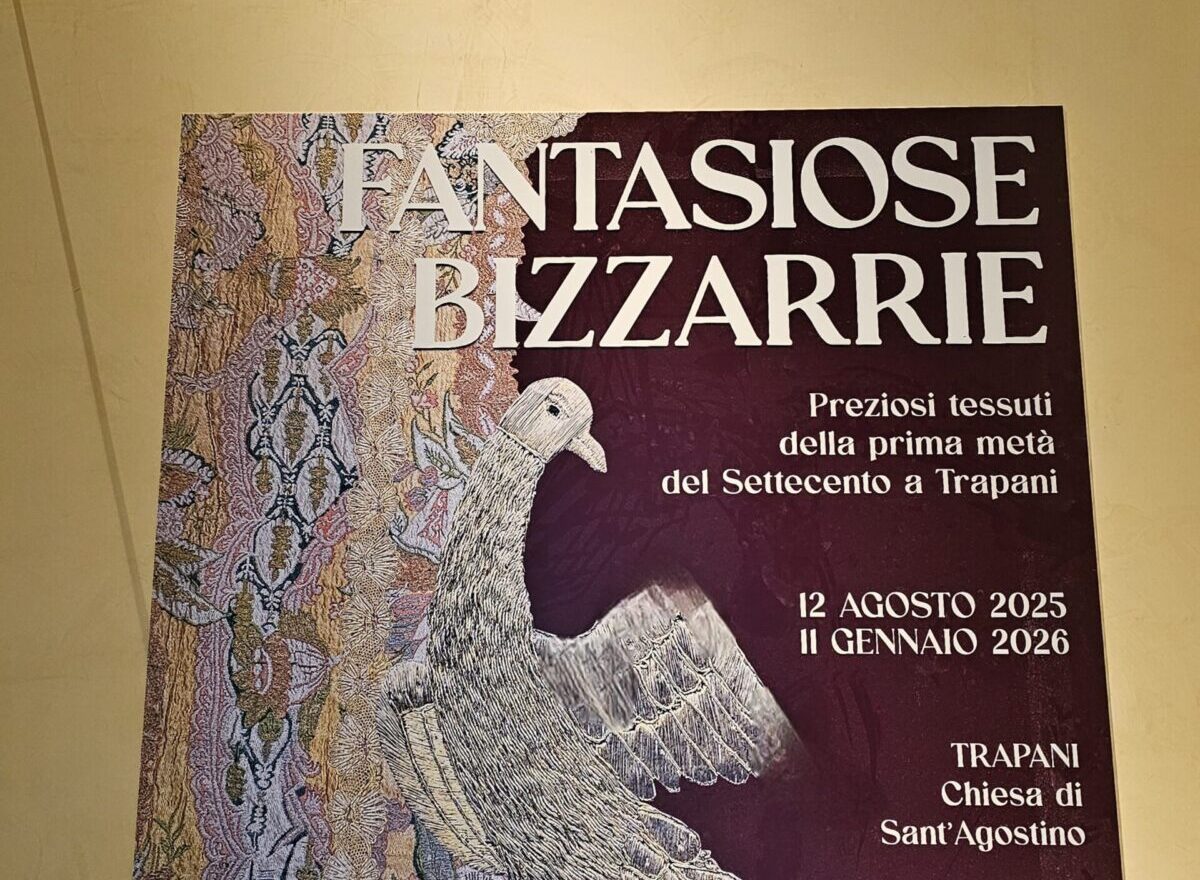 FANTASIOSE
BIZZARRIE
Preziosi tessuti
della prima metà
del Settecento a Trapani
12 AGOSTO 2025
11 GENNAIO 2026
TRAPANI
Chiesa di
Sant'Agostino